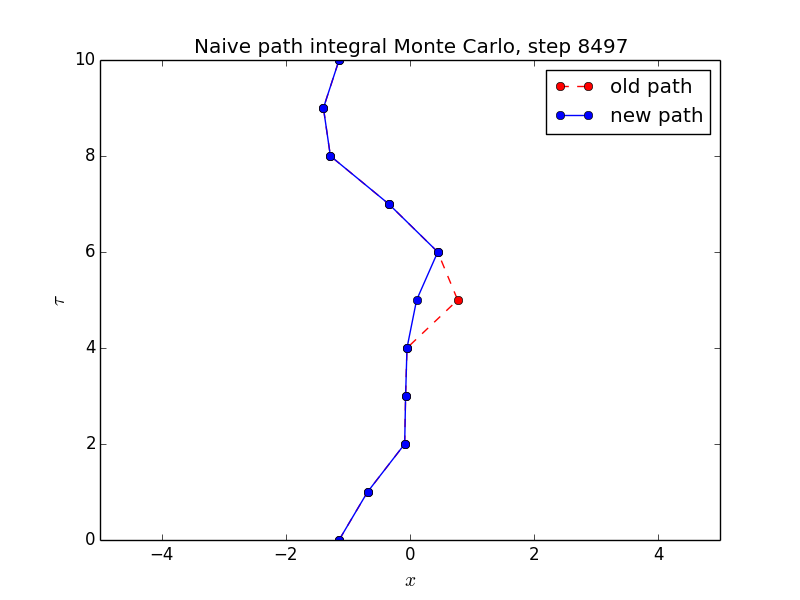 Naive path integral Monte Carlo, step 8497
old path
new path
10
8
6
4
2
0
τ
−4 −2 0 2 4
x